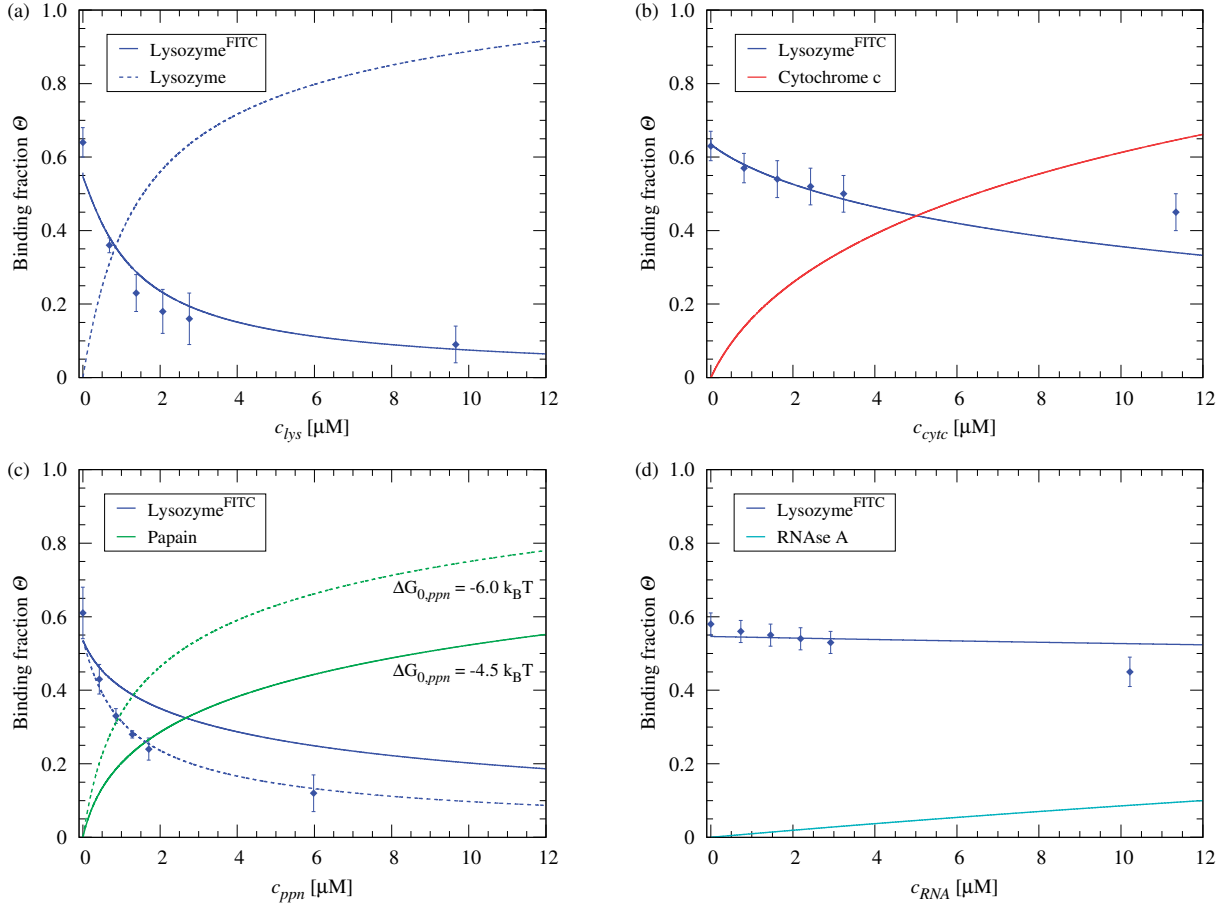 (a)
1.0
0.8
0.6
0.4
0.2
0
Binding fraction Θ
Lysozyme^FITC
Lysozyme
0 2 4 6 8 10 12
c_lys [μM]
(b)
1.0
0.8
0.6
0.4
0.2
0
Binding fraction Θ
Lysozyme^FITC
Cytochrome c
0 2 4 6 8 10 12
c_cytc [μM]
(c)
1.0
0.8
0.6
0.4
0.2
0
Binding fraction Θ
Lysozyme^FITC
Papain
ΔG_0,ppn = -6.0 k_BT
ΔG_0,ppn = -4.5 k_BT
0 2 4 6 8 10 12
c_ppn [μM]
(d)
1.0
0.8
0.6
0.4
0.2
0
Binding fraction Θ
Lysozyme^FITC
RNAse A
0 2 4 6 8 10 12
c_RNA [μM]